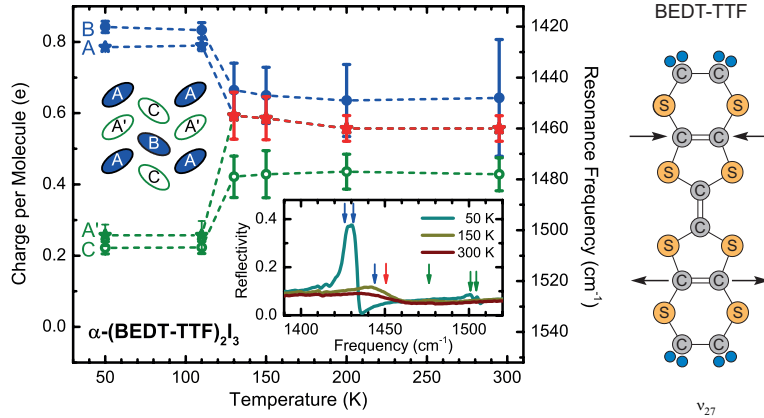 BEDT-TTF
Charge per Molecule (e)
0.8
0.6
0.4
0.2
0.0
B
A
A'
C
A
C
A
A'
A'
B
A
C
A
1420
1440
1460
1480
1500
1520
1540
Resonance Frequency (cm⁻¹)
Reflectivity
0.4
0.2
0.0
50 K
150 K
300 K
1400
1450
1500
Frequency (cm⁻¹)
α-(BEDT-TTF)₂I₃
50
100
150
200
250
300
Temperature (K)
C C
S S
C C
S S
C
C
S S
C C
S S
C C
ν₂₇